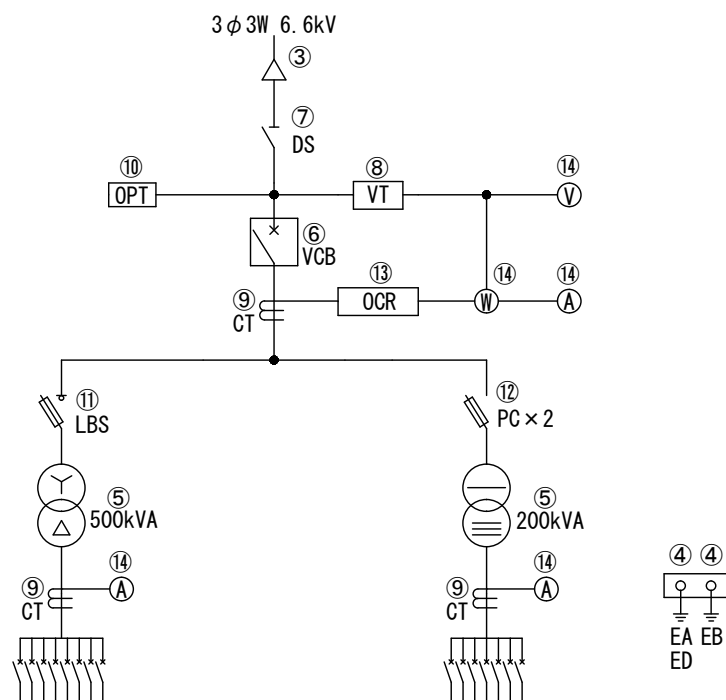 3φ3W 6.6kV
③
⑦
DS
⑩
OPT
⑧
VT
⑭
V
⑥
VCB
⑨
CT
⑬
OCR
⑭
W
⑭
A
⑪
LBS
⑫
PC×2
⑤
500kVA
⑤
200kVA
⑨
CT
⑭
A
⑨
CT
⑭
A
④ ④
EA EB
ED